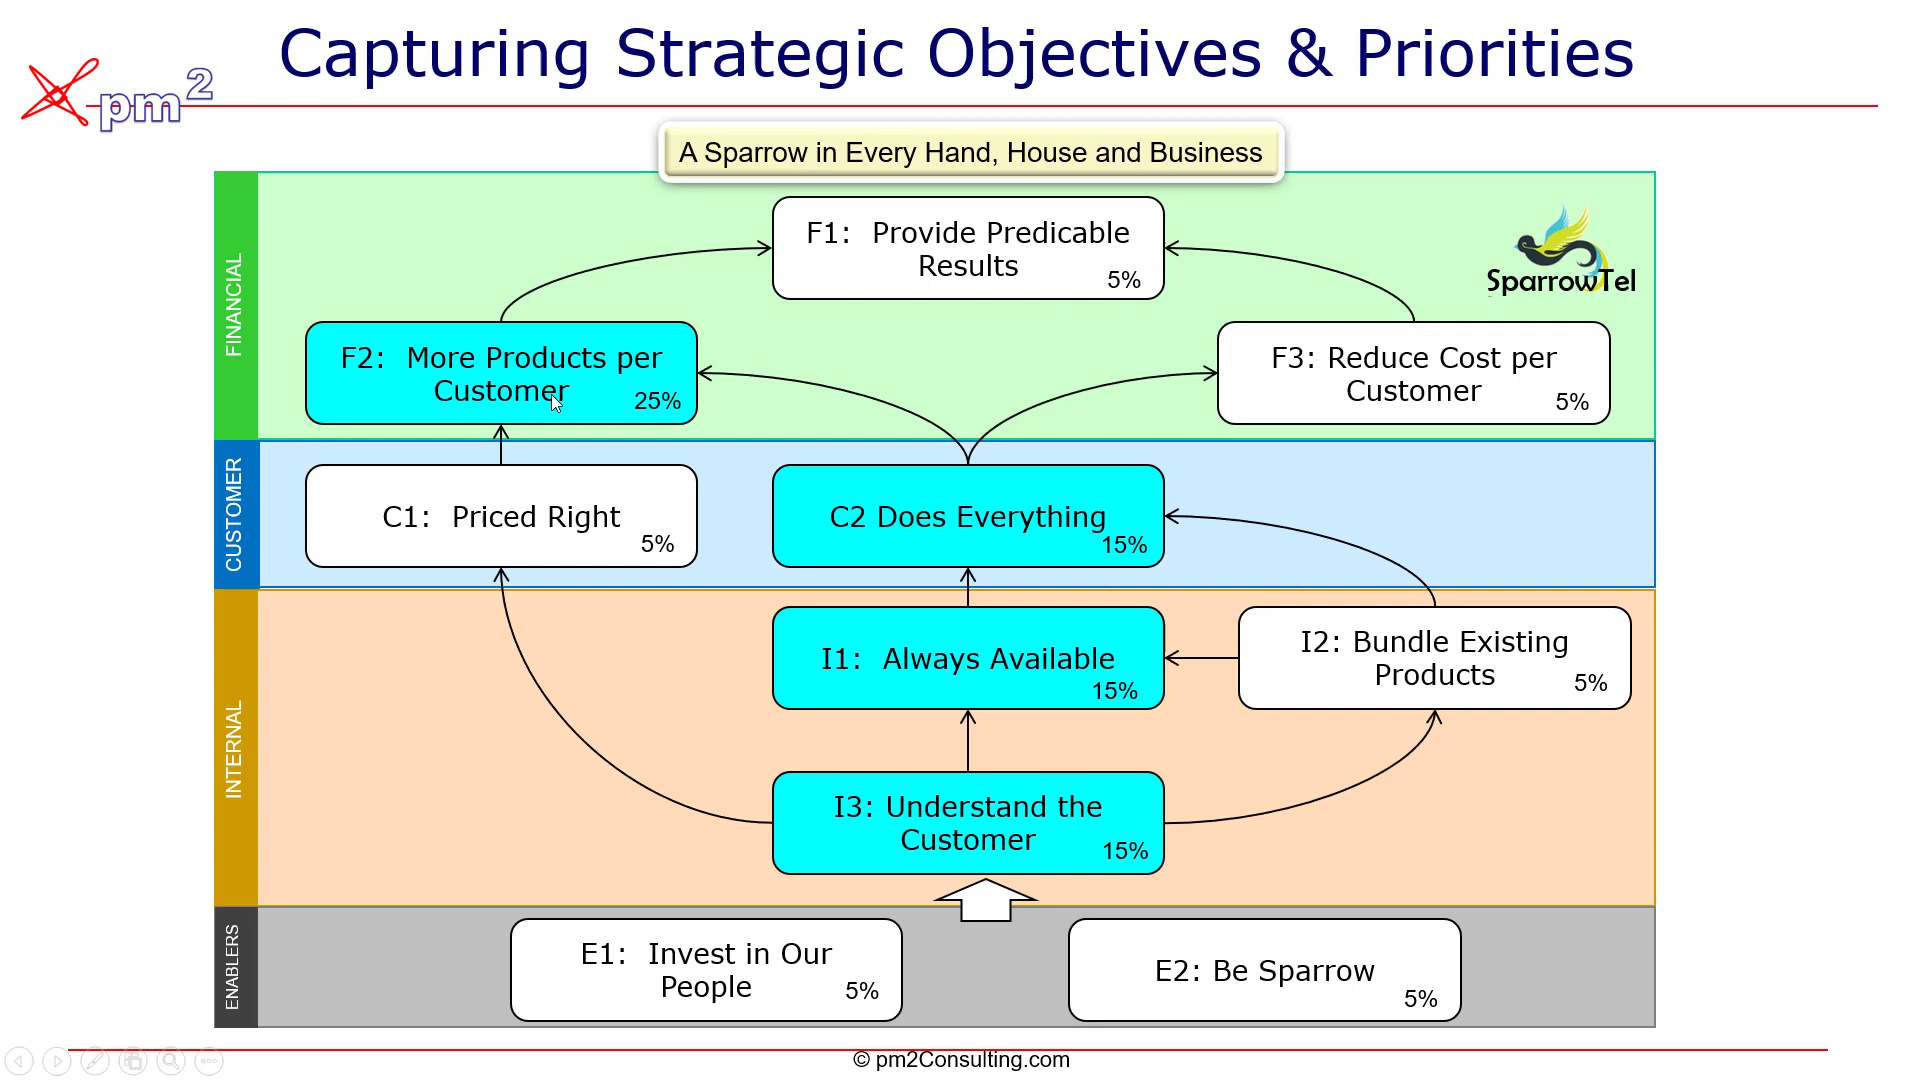 Capturing Strategic Objectives & Priorities
pm2
A Sparrow in Every Hand, House and Business
FINANCIAL
F1:  Provide Predicable
Results
5%
SparrowTel
F2:  More Products per
Customer
25%
F3: Reduce Cost per
Customer
5%
CUSTOMER
C1:  Priced Right
5%
C2 Does Everything
15%
INTERNAL
I1:  Always Available
15%
I2: Bundle Existing
Products
5%
I3: Understand the
Customer
15%
ENABLERS
E1:  Invest in Our
People
5%
E2: Be Sparrow
5%
© pm2Consulting.com